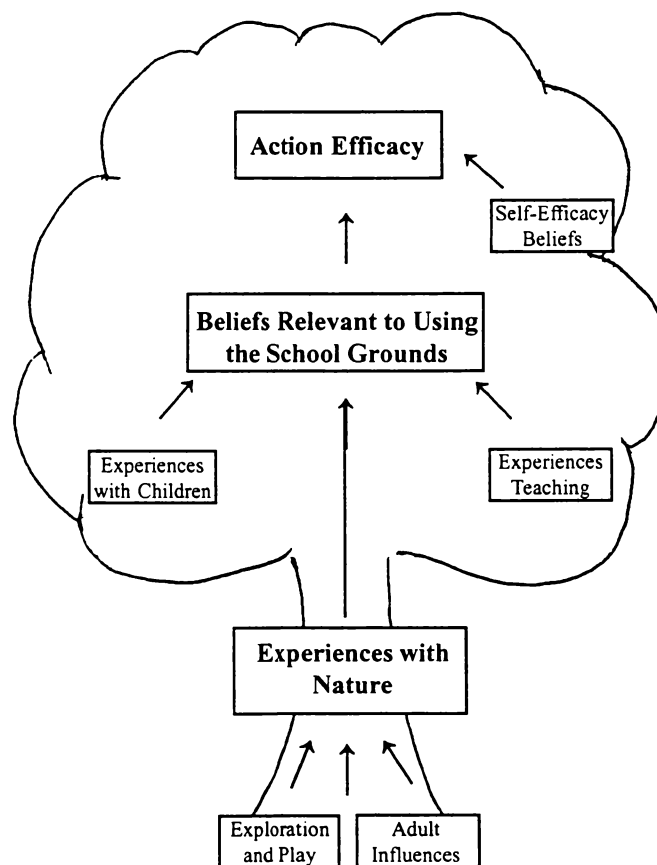 Action Efficacy
Self-Efficacy
Beliefs
Beliefs Relevant to Using
the School Grounds
Experiences
with Children
Experiences
Teaching
Experiences with
Nature
Exploration
and Play
Adult
Influences